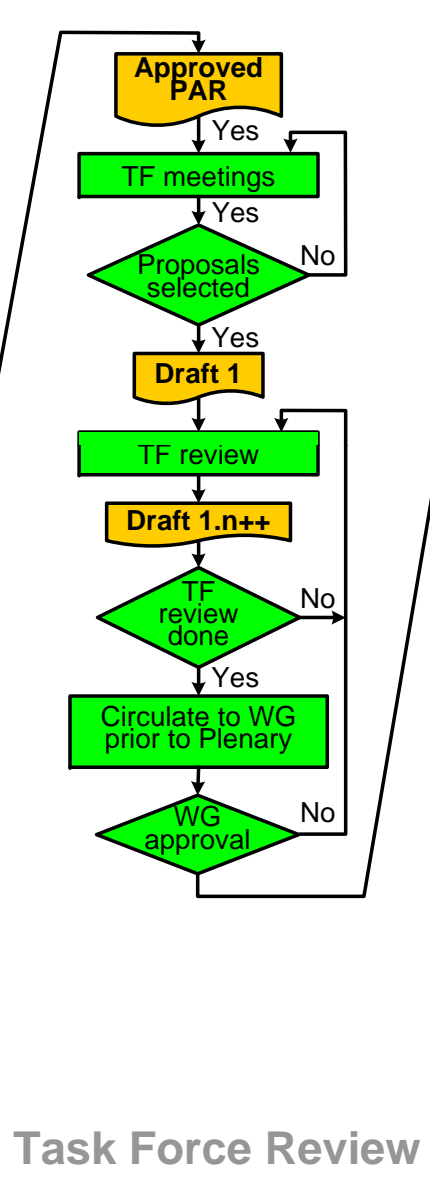 Approved
PAR
Yes
TF meetings
Yes
Proposals
selected
No
Yes
Draft 1
TF review
Draft 1.n++
TF
review
done
No
Yes
Circulate to WG
prior to Plenary
WG
approval
No
Task Force Review